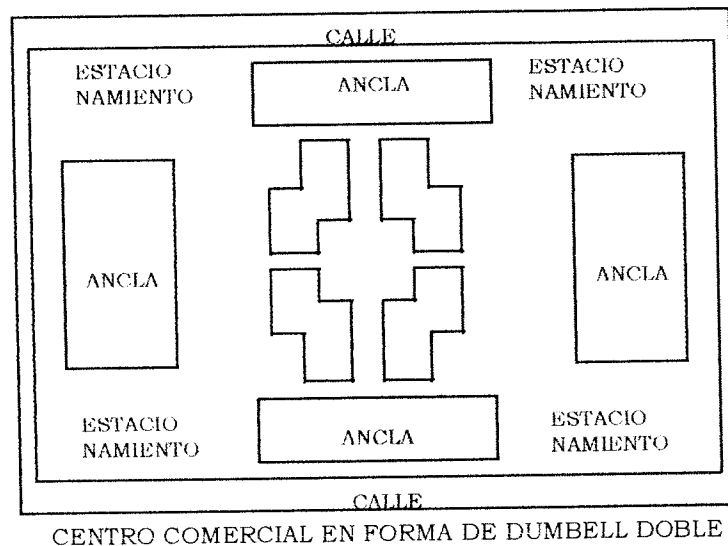 CALLE
ESTACIO
NAMIENTO
ANCLA
ESTACIO
NAMIENTO
ANCLA
ANCLA
ESTACIO
NAMIENTO
ANCLA
ESTACIO
NAMIENTO
CALLE
CENTRO COMERCIAL EN FORMA DE DUMBELL DOBLE